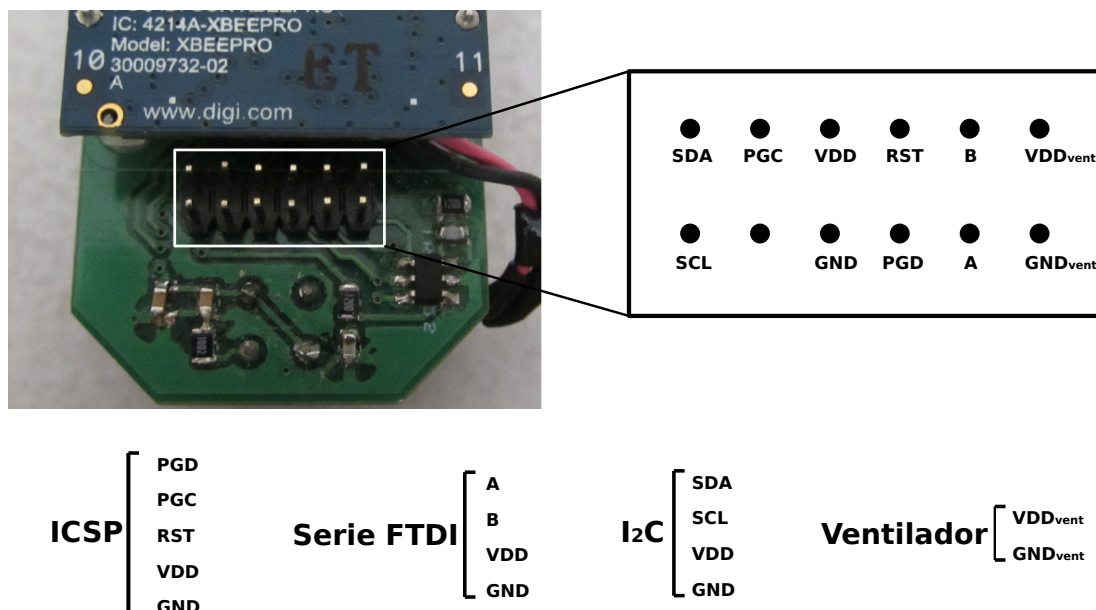 IC: 4214A-XBEEPRO
Model: XBEEPRO
10 30009732-02 11
A
ET
www.digi.com
SDA PGC VDD RST B VDDvent
SCL GND PGD A GNDvent
ICSP
PGD
PGC
RST
VDD
GND
Serie FTDI
A
B
VDD
GND
I2C
SDA
SCL
VDD
GND
Ventilador
VDDvent
GNDvent